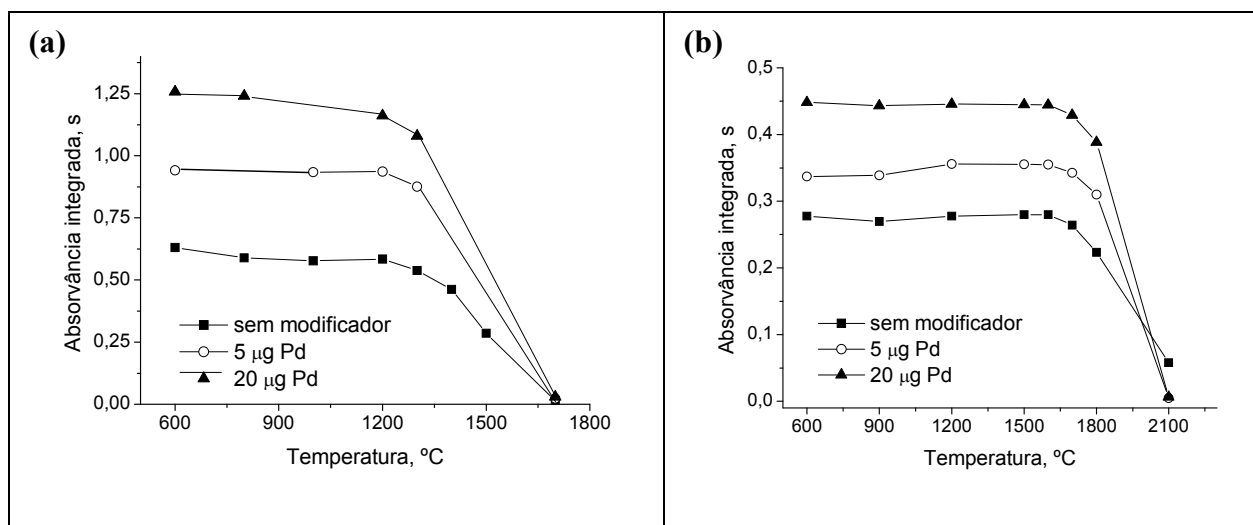 (a)
Absorvância integrada, s
1,25
1,00
0,75
0,50
0,25
0,00
sem modificador
5 μg Pd
20 μg Pd
600 900 1200 1500 1800
Temperatura, ºC
(b)
Absorvância integrada, s
0,5
0,4
0,3
0,2
0,1
0,0
sem modificador
5 μg Pd
20 μg Pd
600 900 1200 1500 1800 2100
Temperatura, ºC